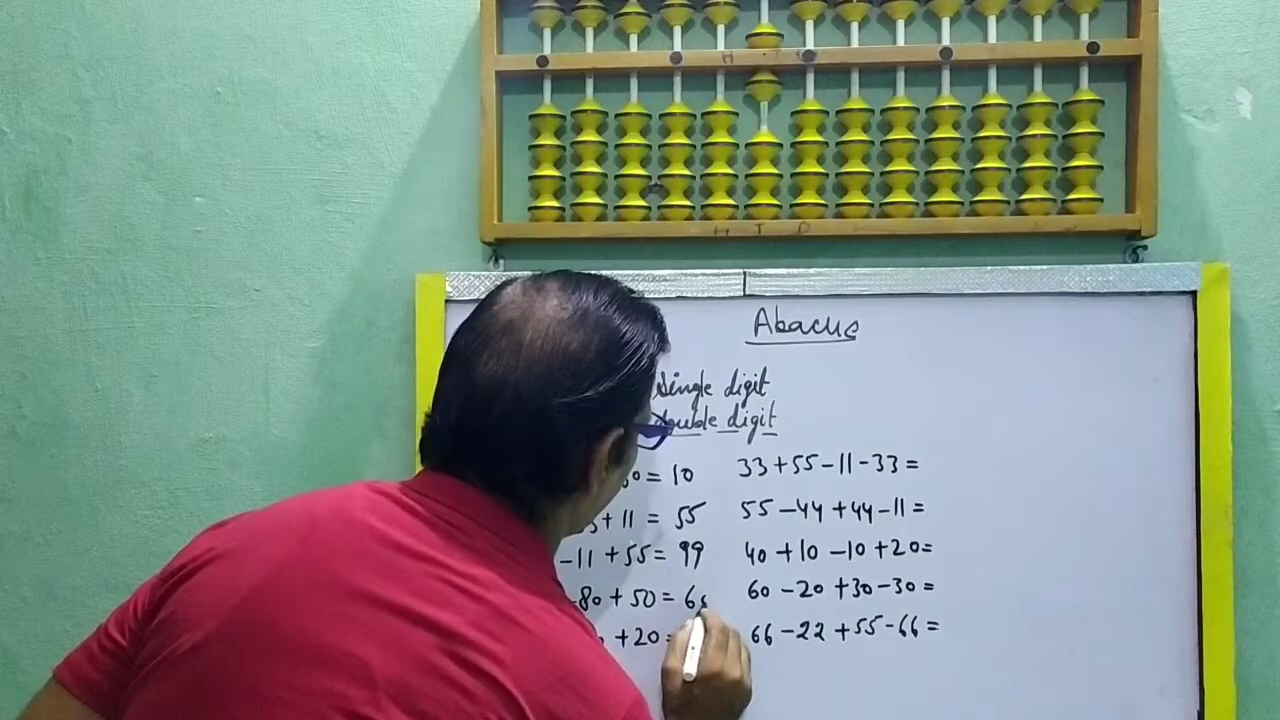 H T O
H T O
Abacus
single digit
double digit
= 10 33+55-11-33=
+ 11 = 55 55-44+44-11=
-11 +55= 99 40 +10 -10 +20=
80 + 50 = 60 60 -20 +30-30=
+20= 66 -22 +55-66=